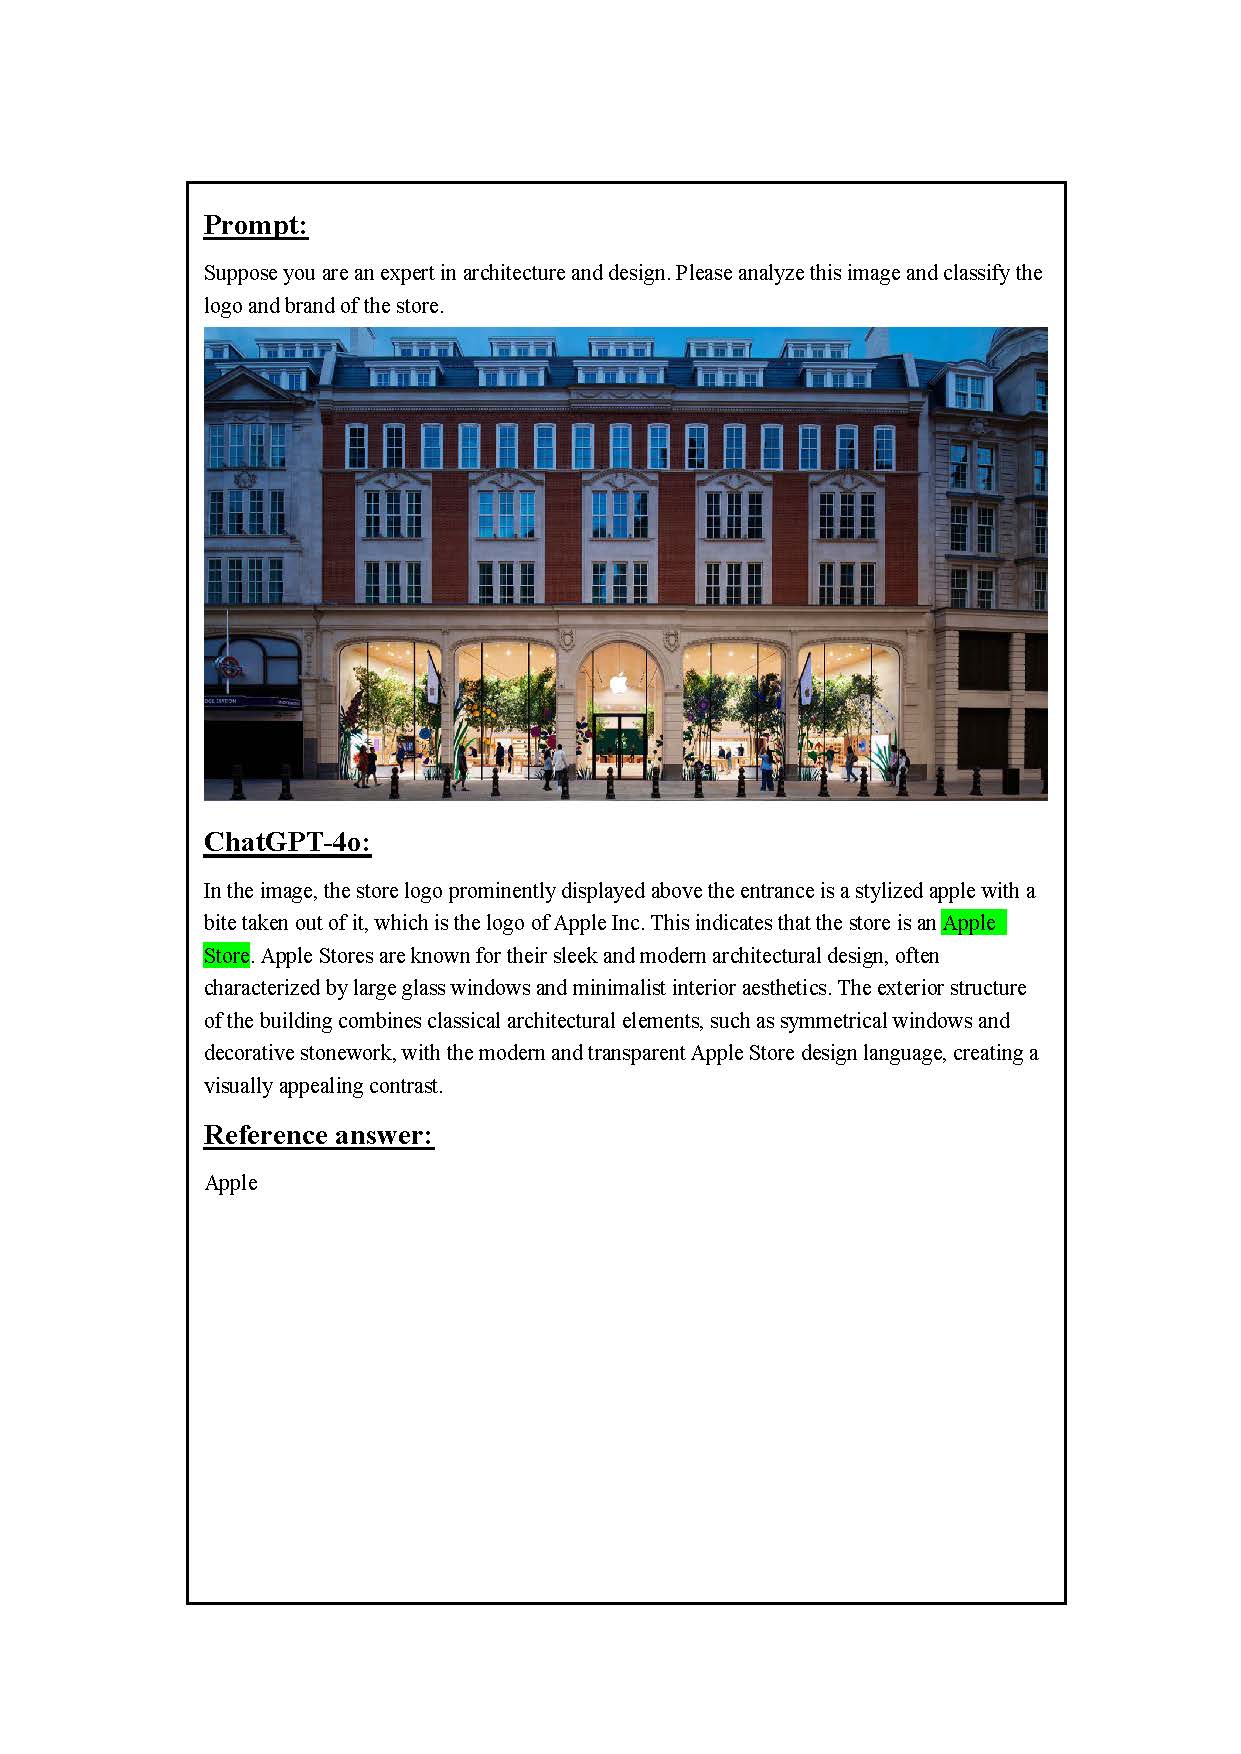 Prompt:
Suppose you are an expert in architecture and design. Please analyze this image and classify the
logo and brand of the store.
ChatGPT-4o:
In the image, the store logo prominently displayed above the entrance is a stylized apple with a
bite taken out of it, which is the logo of Apple Inc. This indicates that the store is an Apple
Store. Apple Stores are known for their sleek and modern architectural design, often
characterized by large glass windows and minimalist interior aesthetics. The exterior structure
of the building combines classical architectural elements, such as symmetrical windows and
decorative stonework, with the modern and transparent Apple Store design language, creating a
visually appealing contrast.
Reference answer:
Apple